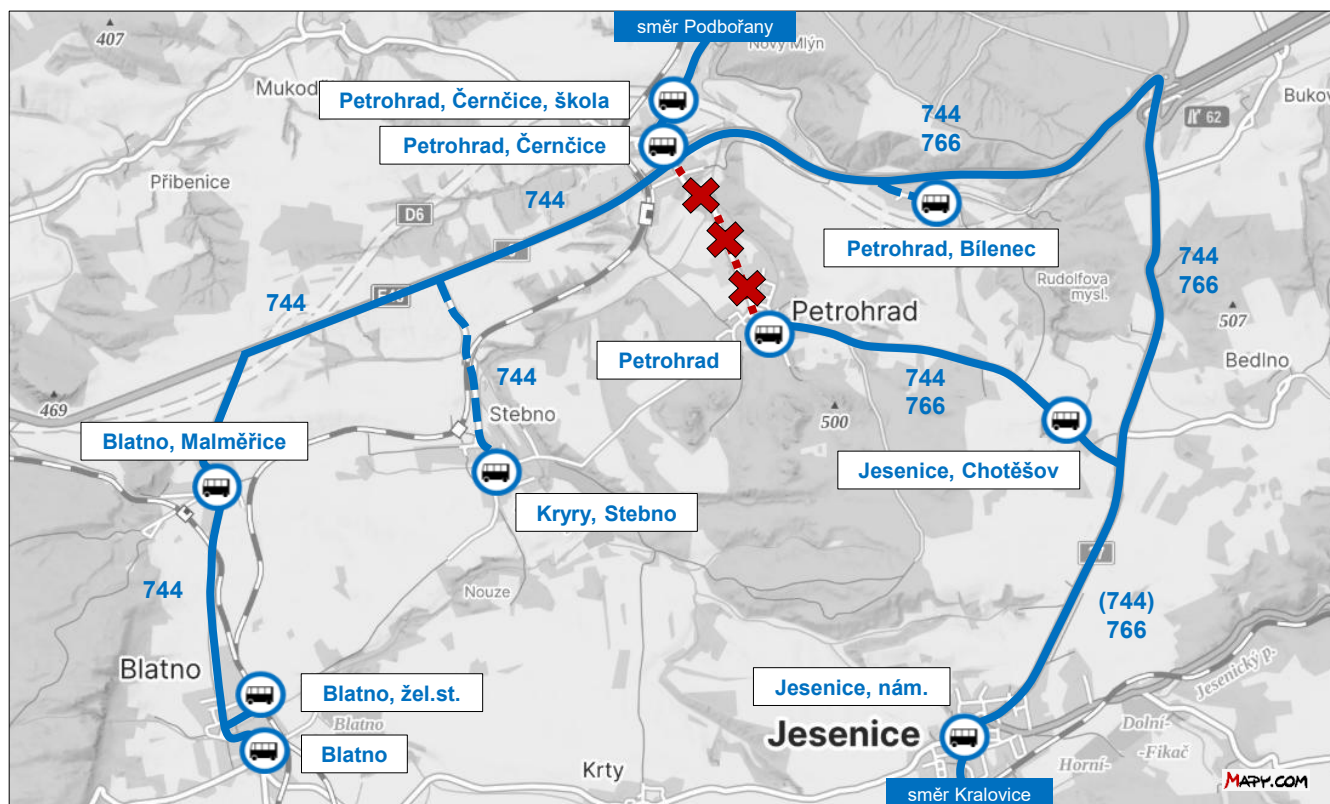 směr Podbořany
407
Nový Mlýn
Petrohrad, Černčice, škola
744
766
62
Petrohrad, Černčice
Příbenice
744
D6
Petrohrad, Bílenec
744
766
744
Rudolfova
mysl.
507
Petrohrad
Petrohrad
744
766
Bedlno
744
469
Stebno
500
Blatno, Malměřice
Jesenice, Chotěšov
Kryry, Stebno
744
Nouze
(744)
766
Blatno
Blatno, žel.st.
Jesenice, nám.
Jesenický p.
Blatno
Jesenice
Dolní-
-Fikač
Blatno
Krty
Horní-
směr Kralovice
MAPY.COM